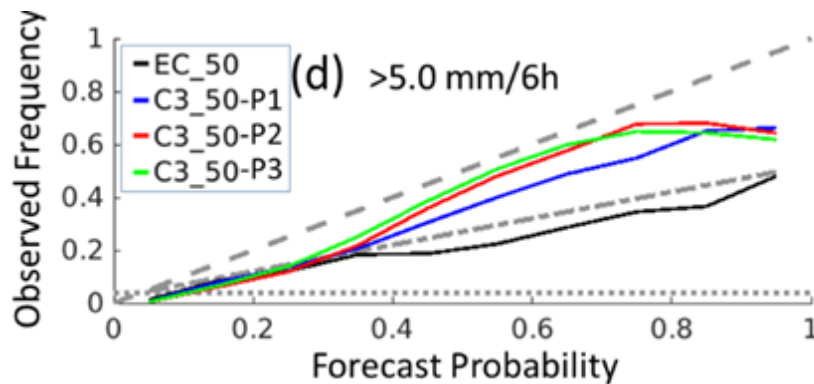 1
0.8
0.6
0.4
0.2
0
Observed Frequency
EC_50
C3_50-P1
C3_50-P2
C3_50-P3
(d) >5.0 mm/6h
0 0.2 0.4 0.6 0.8 1
Forecast Probability